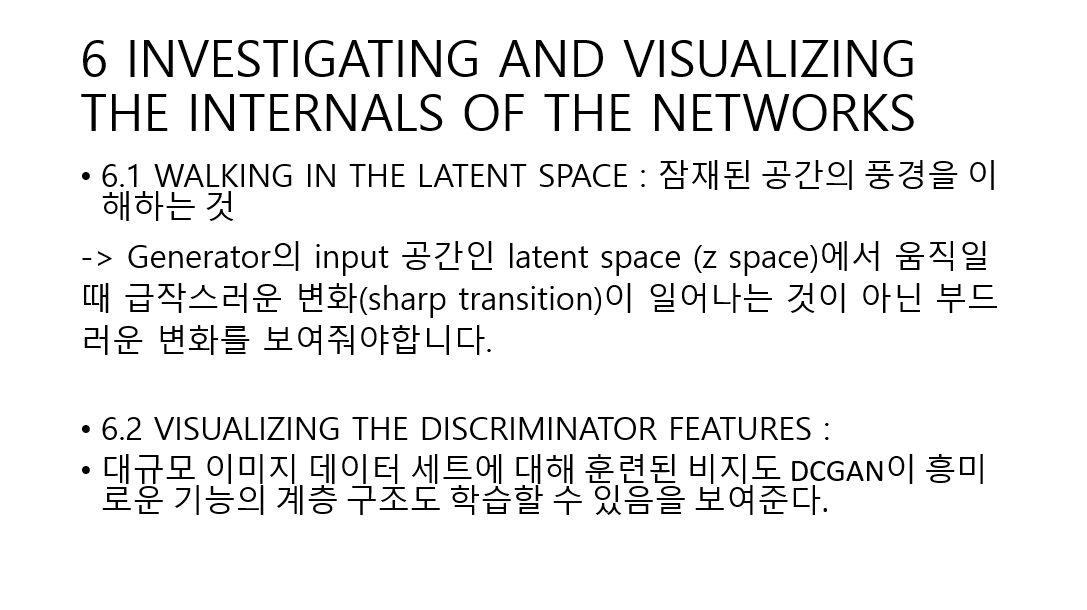 6 INVESTIGATING AND VISUALIZING
THE INTERNALS OF THE NETWORKS
• 6.1 WALKING IN THE LATENT SPACE : 잠재된 공간의 풍경을 이
해하는 것
-> Generator의 input 공간인 latent space (z space)에서 움직일
때 급작스러운 변화(sharp transition)이 일어나는 것이 아닌 부드
러운 변화를 보여줘야합니다.
• 6.2 VISUALIZING THE DISCRIMINATOR FEATURES :
• 대규모 이미지 데이터 세트에 대해 훈련된 비지도 DCGAN이 흥미
로운 기능의 계층 구조도 학습할 수 있음을 보여준다.